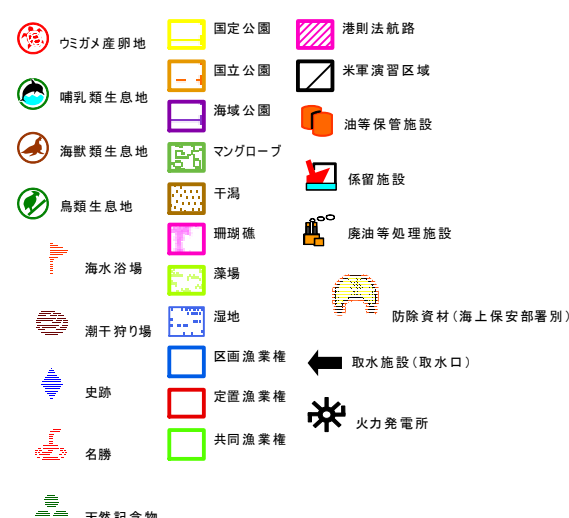 ウミガメ産卵地
哺乳類生息地
海獣類生息地
鳥類生息地
海水浴場
潮干狩り場
史跡
名勝
天然記念物
国定公園
国立公園
海域公園
マングローブ
干潟
珊瑚礁
藻場
湿地
区画漁業権
定置漁業権
共同漁業権
港則法航路
米軍演習区域
油等保管施設
係留施設
廃油等処理施設
防除資材(海上保安部署別)
取水施設(取水口)
火力発電所